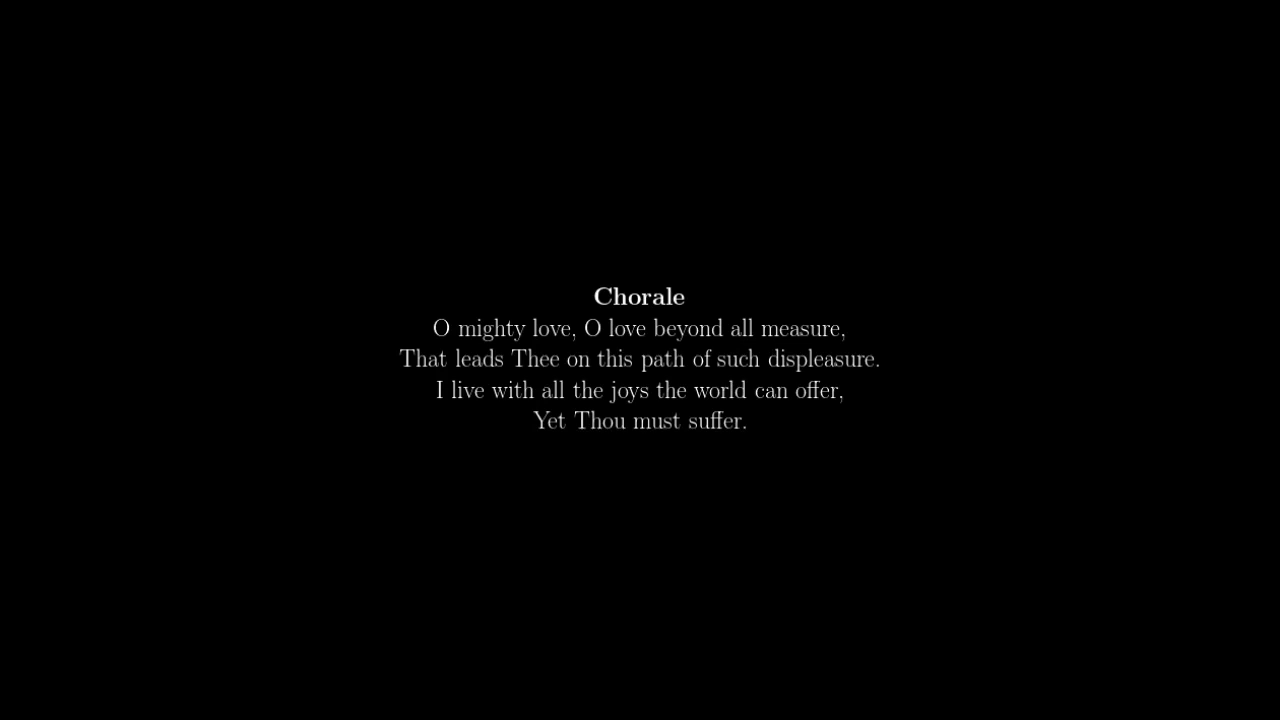 Chorale
O mighty love, O love beyond all measure,
That leads Thee on this path of such displeasure.
I live with all the joys the world can offer,
Yet Thou must suffer.